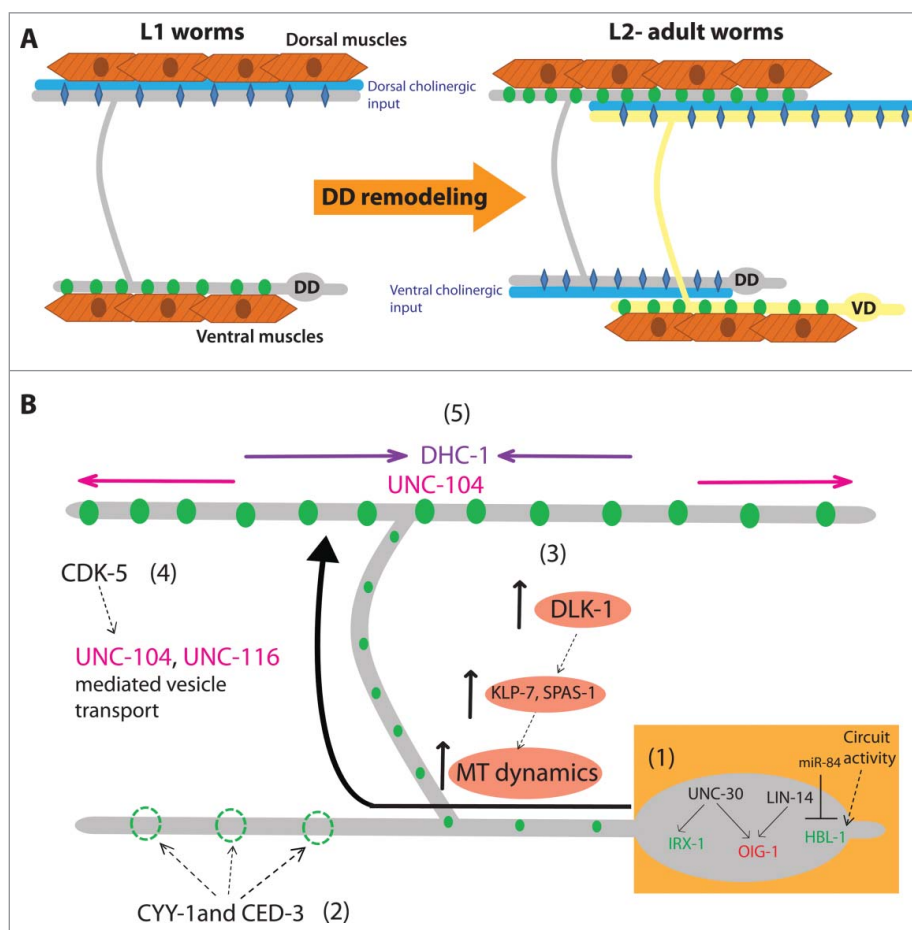 A
L1 worms
Dorsal muscles
Dorsal cholinergic
input
DD
Ventral muscles
DD remodeling
L2- adult worms
Ventral cholinergic
input
DD
VD
B
(5)
DHC-1
UNC-104
CDK-5 (4)
UNC-104, UNC-116
mediated vesicle
transport
(3)
DLK-1
KLP-7, SPAS-1
MT dynamics
(1)
Circuit
activity
miR-84
UNC-30
LIN-14
IRX-1
OIG-1
HBL-1
CYY-1and CED-3 (2)